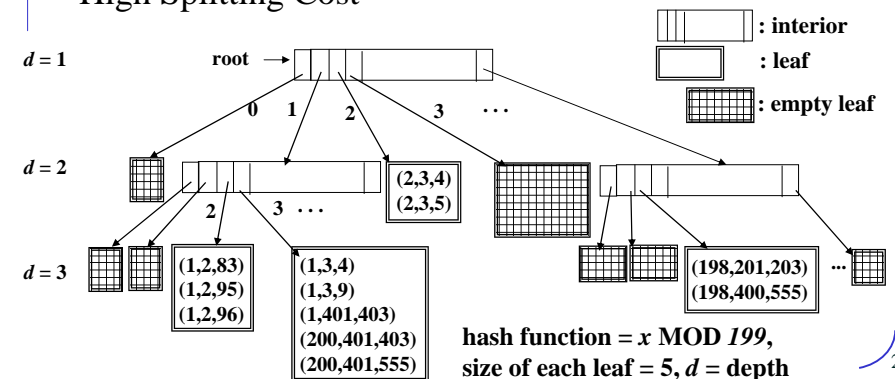 High Splitting Cost
: interior
: leaf
: empty leaf
d = 1
root
0 1 2 3 ...
d = 2
(2,3,4)
(2,3,5)
2 3 ...
d = 3
(1,2,83)
(1,2,95)
(1,2,96)
(1,3,4)
(1,3,9)
(1,401,403)
(200,401,403)
(200,401,555)
(198,201,203)
(198,400,555)
...
hash function = x MOD 199,
size of each leaf = 5, d = depth